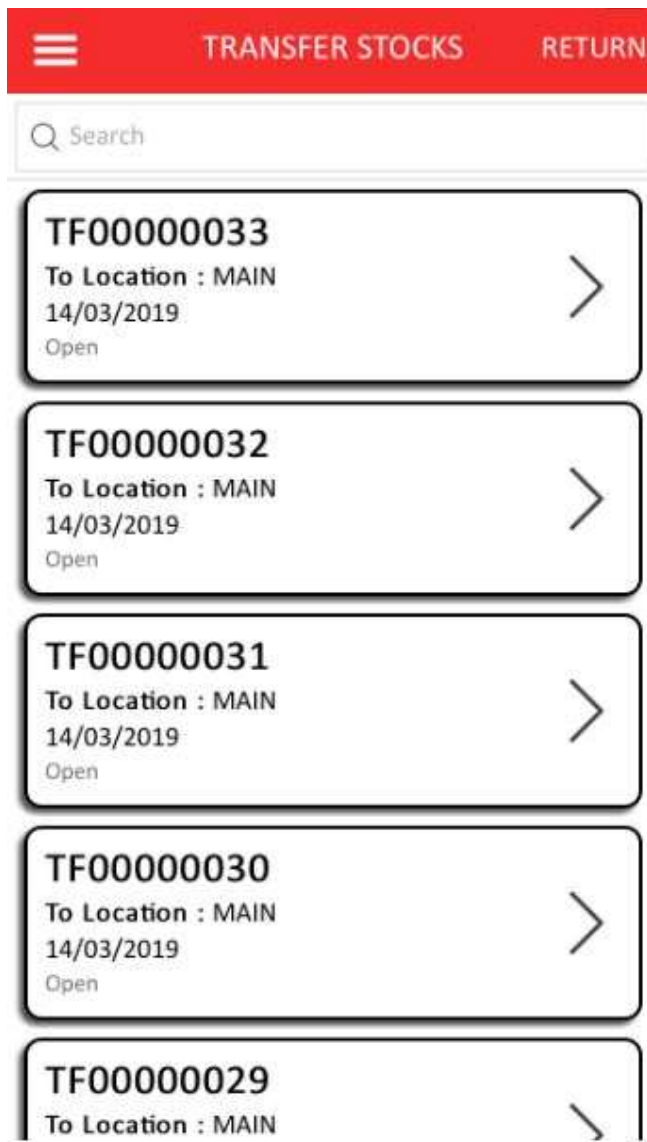 TRANSFER STOCKS RETURN
Search
TF00000033
To Location : MAIN
14/03/2019
Open
TF00000032
To Location : MAIN
14/03/2019
Open
TF00000031
To Location : MAIN
14/03/2019
Open
TF00000030
To Location : MAIN
14/03/2019
Open
TF00000029
To Location : MAIN